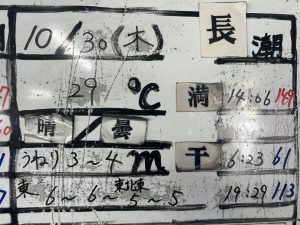 10/30(木) 長潮
29 ℃ 満 14:06 149
晴/曇
うねり 3~4m 干 6:23 61
東 6~6 東北東 5~5 19:29 113